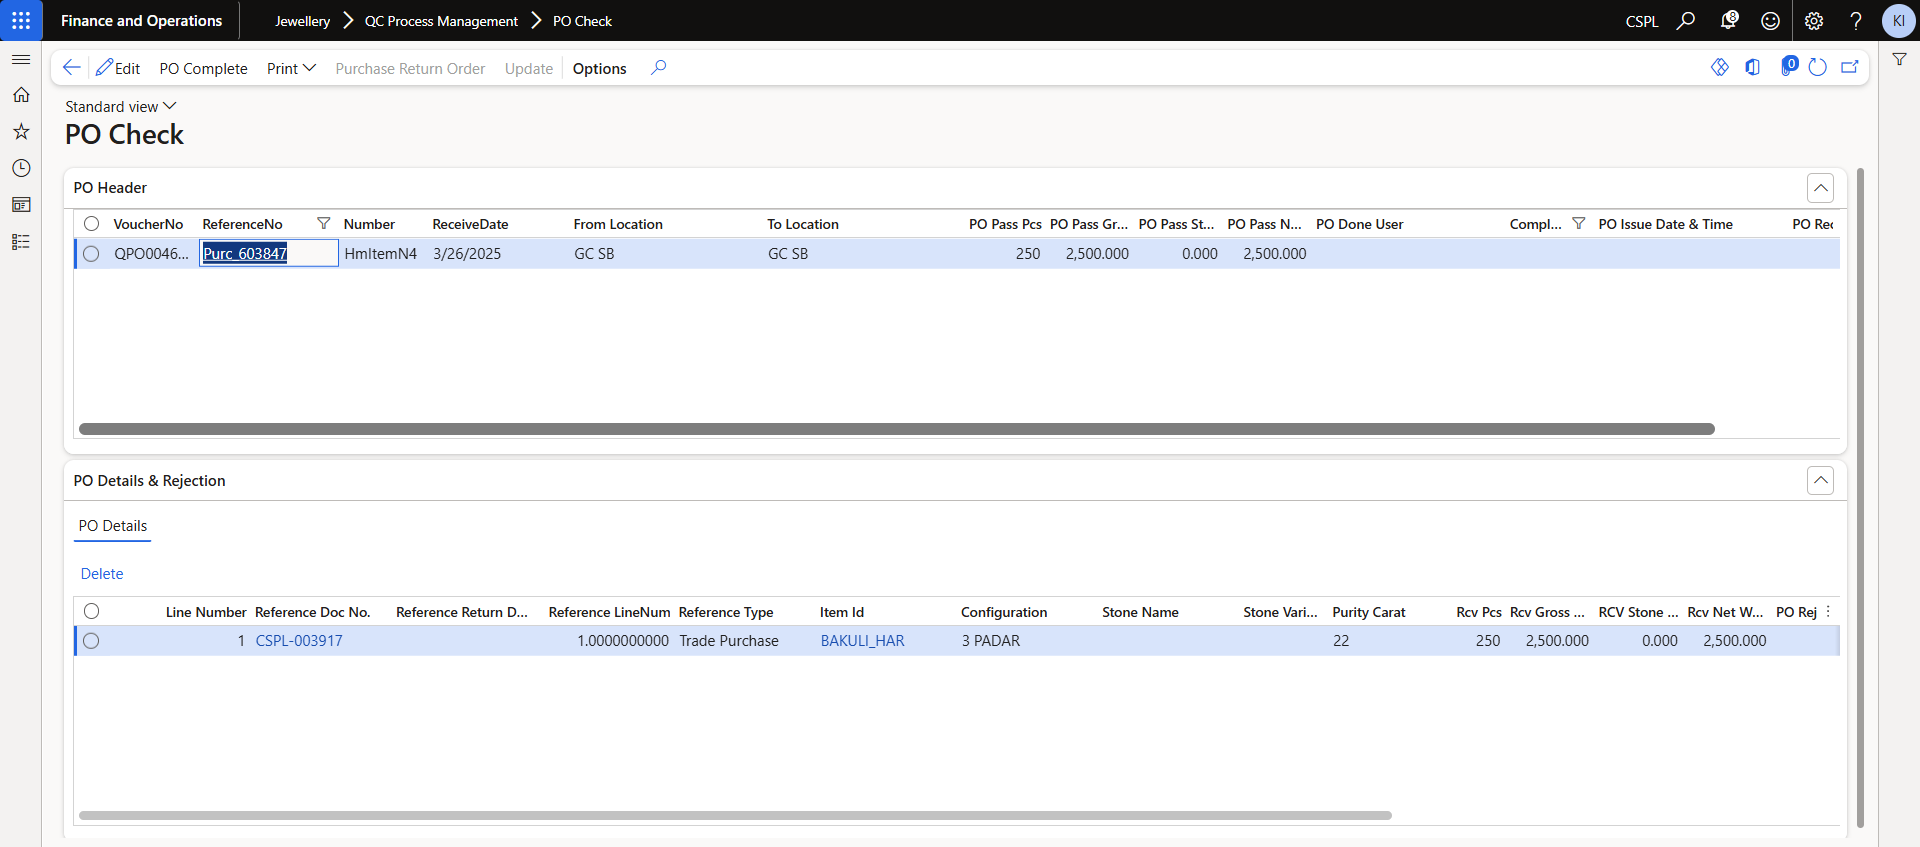 Finance and Operations Jewellery QC Process Management PO Check CSPL 8 ? KI
Edit PO Complete Print Purchase Return Order Update Options 0
Standard view
PO Check
PO Header
VoucherNo ReferenceNo Number ReceiveDate From Location To Location PO Pass Pcs PO Pass Gr... PO Pass St... PO Pass N... PO Done User Compl... PO Issue Date & Time PO Rec
QPO0046... Purc_603847 HmItemN4 3/26/2025 GC SB GC SB 250 2,500.000 0.000 2,500.000
PO Details & Rejection
PO Details
Delete
Line Number Reference Doc No. Reference Return D... Reference LineNum Reference Type Item Id Configuration Stone Name Stone Vari... Purity Carat Rcv Pcs Rcv Gross ... RCV Stone ... Rcv Net W... PO Rej
1 CSPL-003917 1.0000000000 Trade Purchase BAKULI_HAR 3 PADAR 22 250 2,500.000 0.000 2,500.000